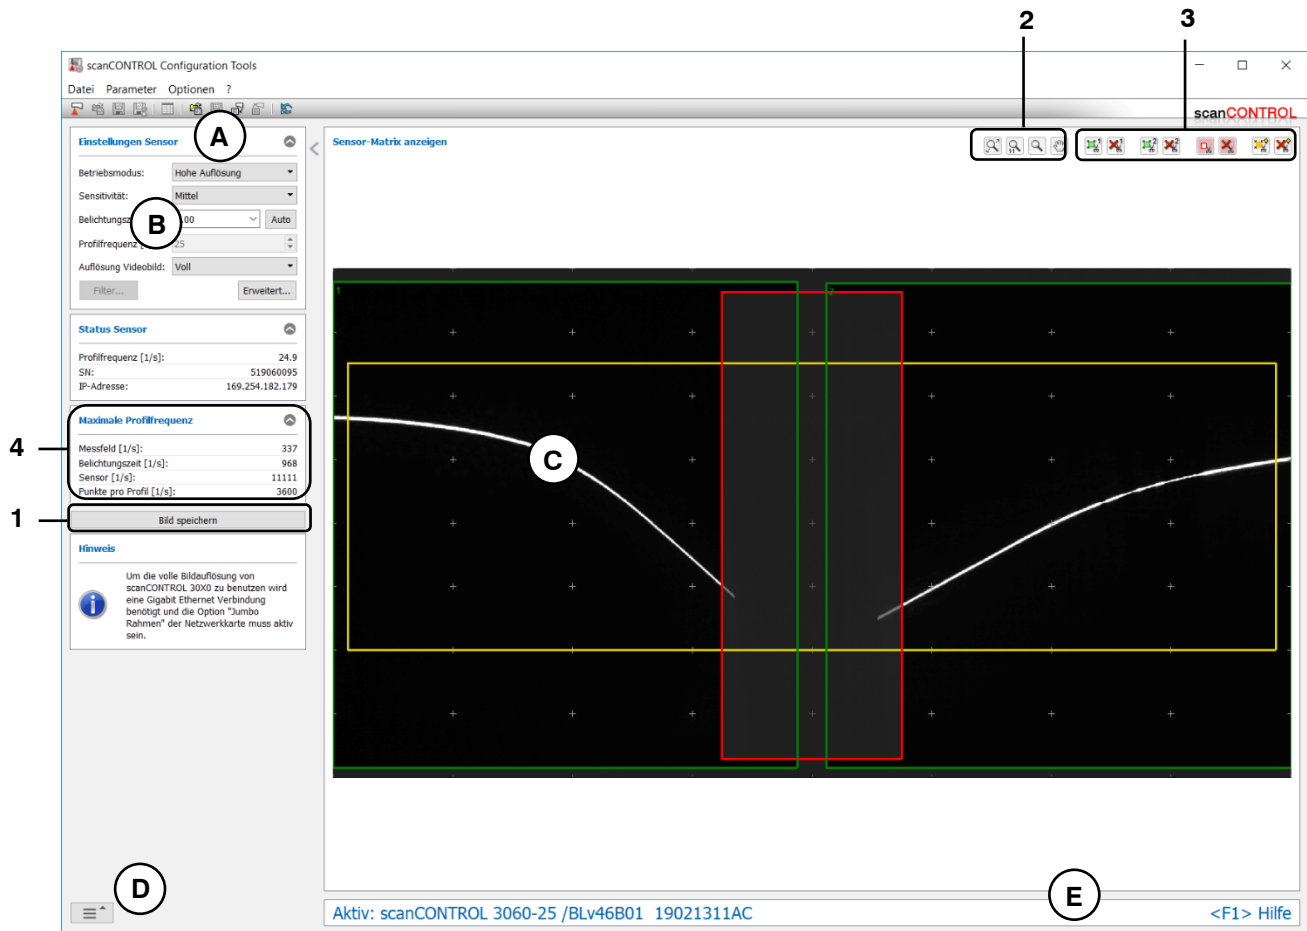 2 3
scanCONTROL Configuration Tools
Datei Parameter Optionen ?
scanCONTROL
A
Einstellungen Sensor
Betriebsmodus: Hohe Auflösung
Sensitivität: Mittel
.00 Auto
B
Profilfrequenz [ 25
Auflösung Videobild: Voll
Filter... Erweitert...
Status Sensor
Profilfrequenz [1/s]: 24.9
SN: 519060095
IP-Adresse: 169.254.182.179
4
Maximale Profilfrequenz
Messfeld [1/s]: 337
Belichtungszeit [1/s]: 968
Sensor [1/s]: 11111
Punkte pro Profil [1/s]: 3600
1
Bild speichern
Hinweis
Um die volle Bildauflösung von
scanCONTROL 30X0 zu benutzen wird
eine Gigabit Ethernet Verbindung
benötigt und die Option "Jumbo
Rahmen" der Netzwerkkarte muss aktiv
sein.
D
Sensor-Matrix anzeigen
1 2
C
E
Aktiv: scanCONTROL 3060-25 /BLv46B01 19021311AC
<F1> Hilfe